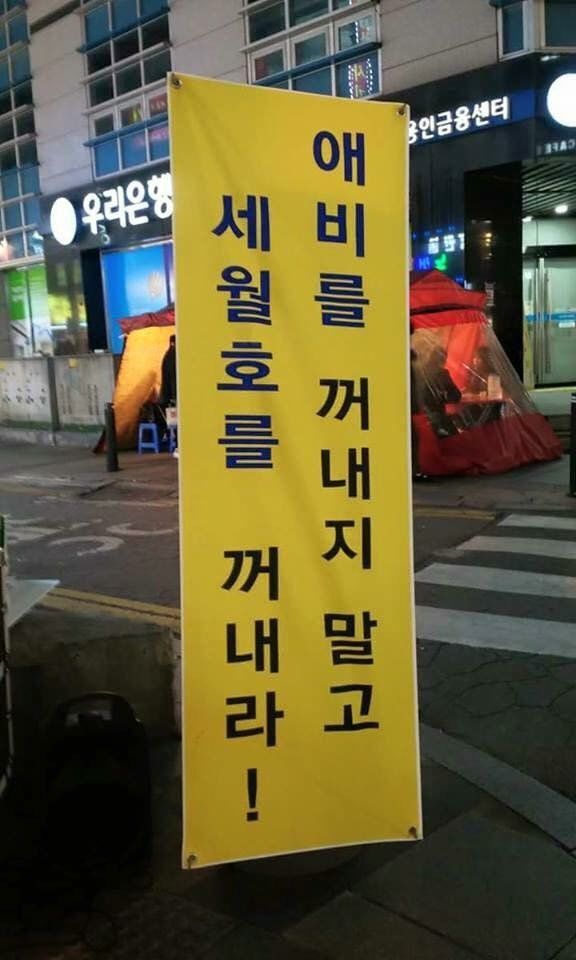 애비를 꺼내지 말고
세월호를 꺼내라!
우리은행
용인금융센터
CAFE